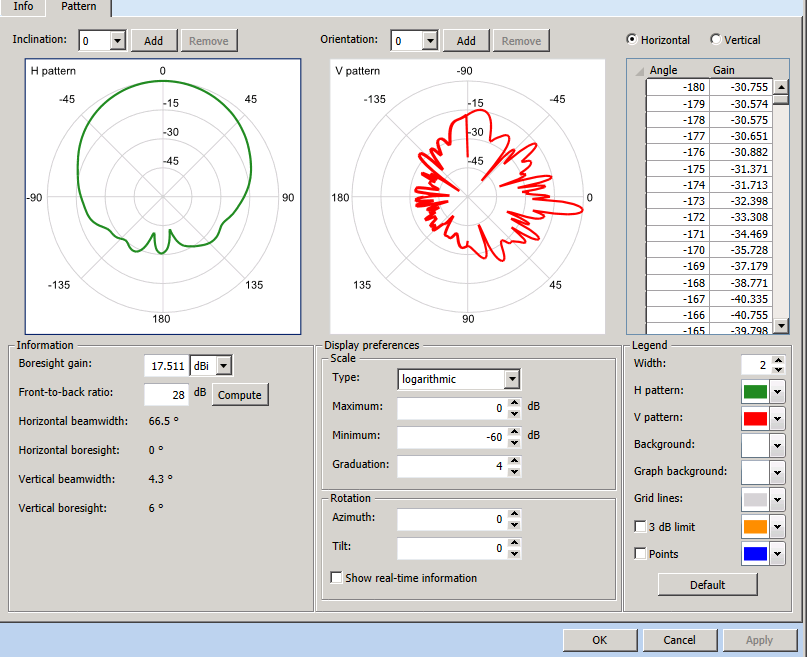 Info Pattern
Inclination: 0 Add Remove Orientation: 0 Add Remove Horizontal Vertical
H pattern 0 -45 45 -15 -30 -45 -90 90 -135 135 180
V pattern -90 -135 -45 -15 -30 -45 180 0 135 45 90
Angle Gain
-180 -30.755
-179 -30.574
-178 -30.575
-177 -30.651
-176 -30.882
-175 -31.371
-174 -31.713
-173 -32.398
-172 -33.308
-171 -34.469
-170 -35.728
-169 -37.179
-168 -38.771
-167 -40.335
-166 -40.755
-165 -39.798
Information
Boresight gain: 17.511 dBi
Front-to-back ratio: 28 dB Compute
Horizontal beamwidth: 66.5 °
Horizontal boresight: 0 °
Vertical beamwidth: 4.3 °
Vertical boresight: 6 °
Display preferences
Scale
Type: logarithmic
Maximum: 0 dB
Minimum: -60 dB
Graduation: 4
Rotation
Azimuth: 0
Tilt: 0
Show real-time information
Legend
Width: 2
H pattern:
V pattern:
Background:
Graph background:
Grid lines:
3 dB limit
Points
Default
OK Cancel Apply